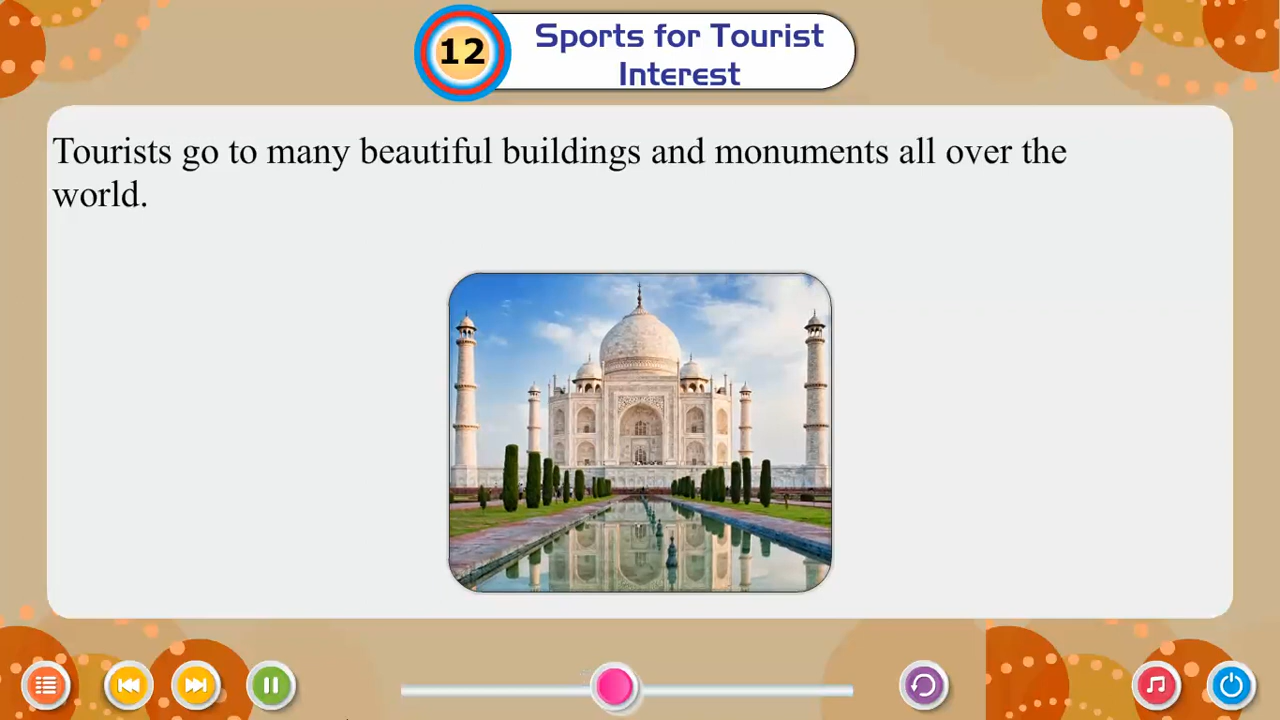 12
Sports for Tourist
Interest
Tourists go to many beautiful buildings and monuments all over the
world.